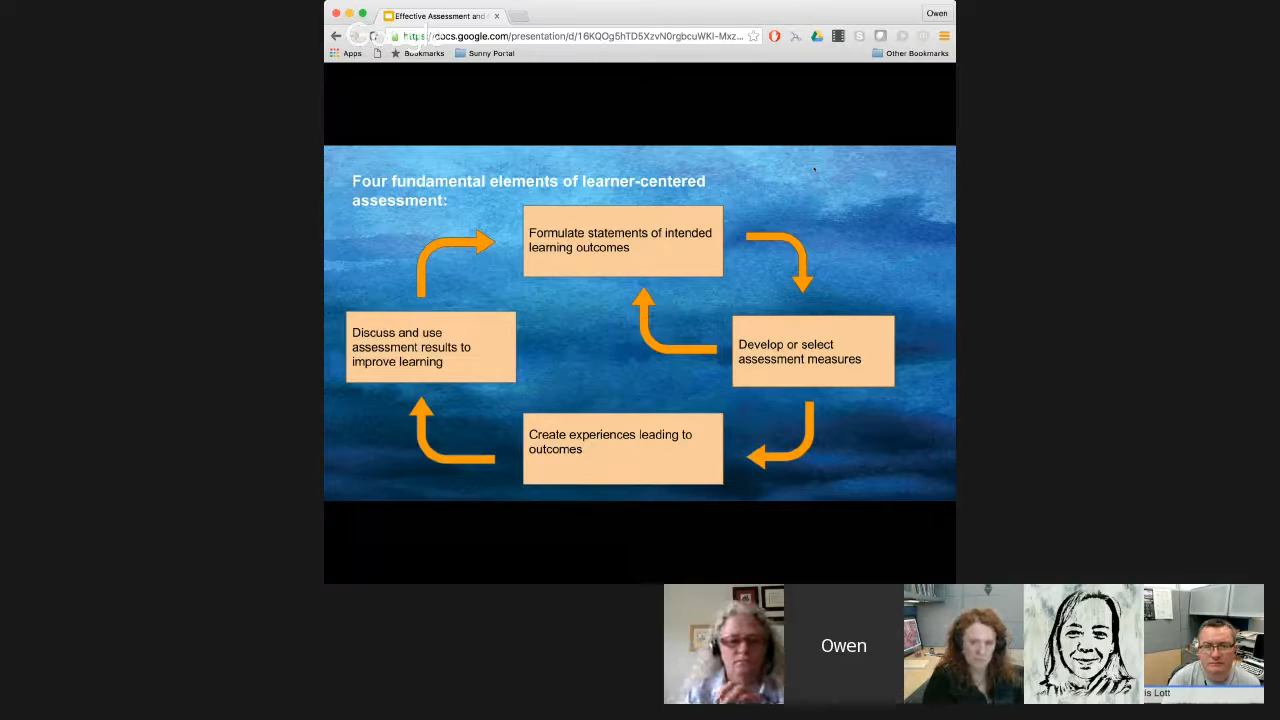 Effective Assessment and
Owen
https://docs.google.com/presentation/d/16KQOg5hTD5XzvN0rgbcuWKI-Mxz...
Apps
Bookmarks
Sunny Portal
Other Bookmarks
Four fundamental elements of learner-centered
assessment:
Formulate statements of intended
learning outcomes
Discuss and use
assessment results to
improve learning
Develop or select
assessment measures
Create experiences leading to
outcomes
Owen
is Lott